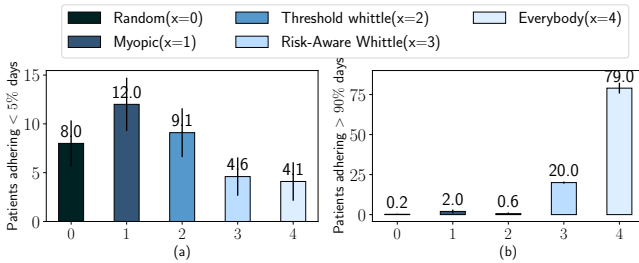 Random(x=0) Threshold whittle(x=2) Everybody(x=4)
Myopic(x=1) Risk-Aware Whittle(x=3)
Patients adhering < 5% days
15
10
5
0
8.0 12.0 9.1 4.6 4.1
0 1 2 3 4
(a)
Patients adhering > 90% days
75
50
25
0
0.2 2.0 0.6 20.0 79.0
0 1 2 3 4
(b)